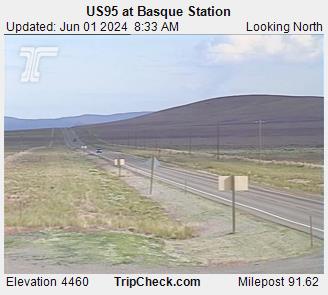 US95 at Basque Station
Updated: Jun 01 2024 8:33 AM Looking North
Elevation 4460 TripCheck.com Milepost 91.62